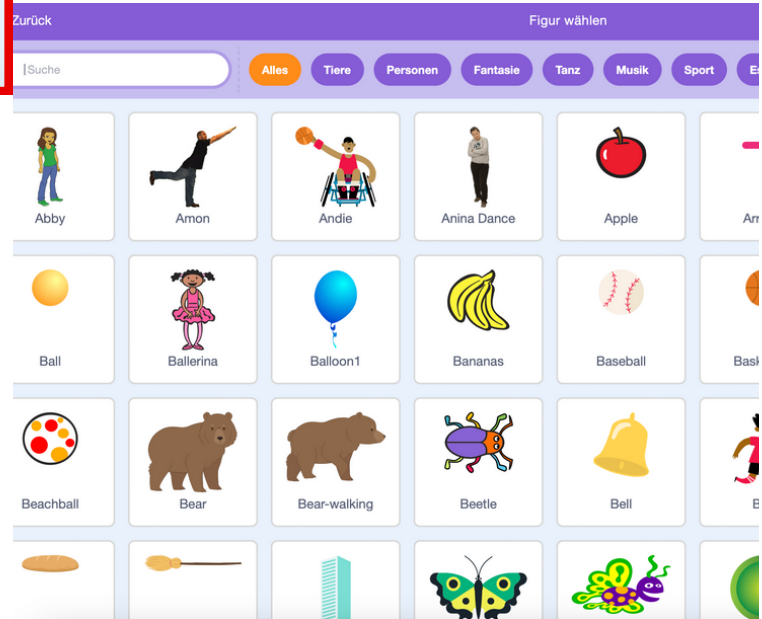 Zurück
Figur wählen
Suche
Alles Tiere Personen Fantasie Tanz Musik Sport
Abby Amon Andie Anina Dance Apple
Ball Ballerina Balloon1 Bananas Baseball
Beachball Bear Bear-walking Beetle Bell